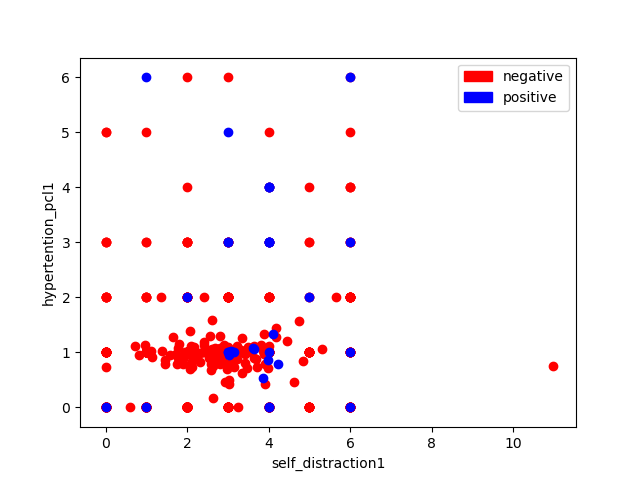 negative
positive
6
5
4
3
2
1
0
hypertention_pcl1
0 2 4 6 8 10
self_distraction1